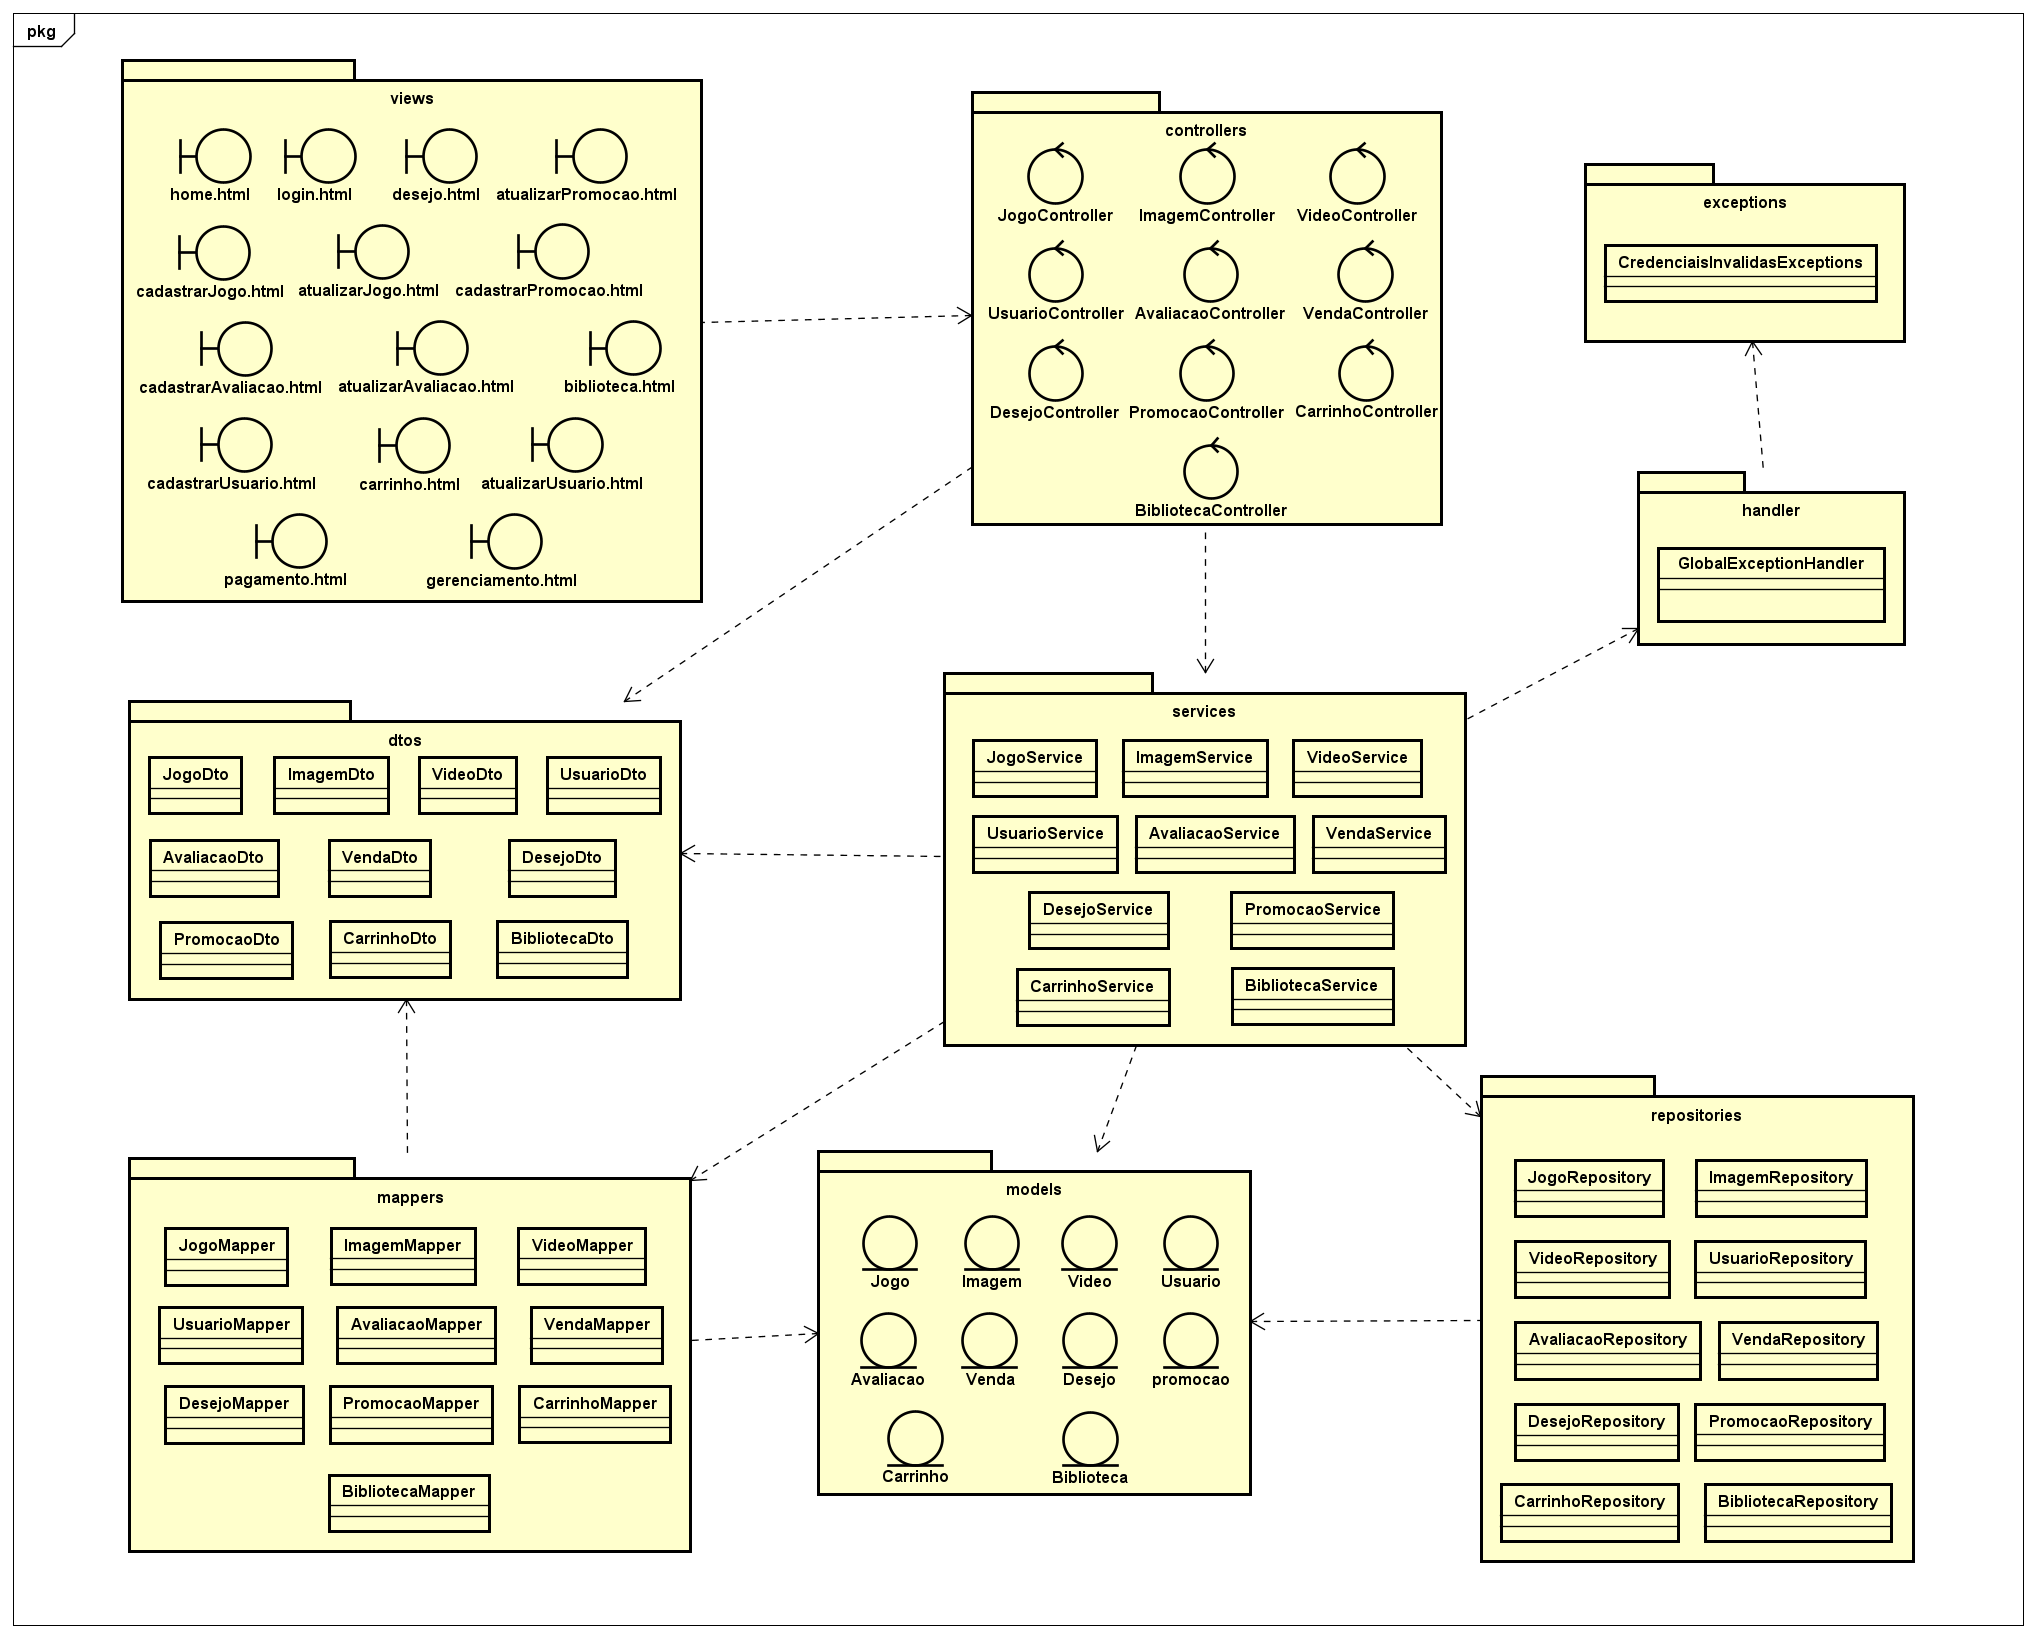 pkg
views
home.html
login.html
desejo.html
atualizarPromocao.html
cadastrarJogo.html
atualizarJogo.html
cadastrarPromocao.html
cadastrarAvaliacao.html
atualizarAvaliacao.html
biblioteca.html
cadastrarUsuario.html
carrinho.html
atualizarUsuario.html
pagamento.html
gerenciamento.html
controllers
JogoController
ImagemController
VideoController
UsuarioController
AvaliacaoController
VendaController
DesejoController
PromocaoController
CarrinhoController
BibliotecaController
exceptions
CredenciaisInvalidasExceptions
handler
GlobalExceptionHandler
dtos
JogoDto
ImagemDto
VideoDto
UsuarioDto
AvaliacaoDto
VendaDto
DesejoDto
PromocaoDto
CarrinhoDto
BibliotecaDto
services
JogoService
ImagemService
VideoService
UsuarioService
AvaliacaoService
VendaService
DesejoService
PromocaoService
CarrinhoService
BibliotecaService
mappers
JogoMapper
ImagemMapper
VideoMapper
UsuarioMapper
AvaliacaoMapper
VendaMapper
DesejoMapper
PromocaoMapper
CarrinhoMapper
BibliotecaMapper
models
Jogo
Imagem
Video
Usuario
Avaliacao
Venda
Desejo
promocao
Carrinho
Biblioteca
repositories
JogoRepository
ImagemRepository
VideoRepository
UsuarioRepository
AvaliacaoRepository
VendaRepository
DesejoRepository
PromocaoRepository
CarrinhoRepository
BibliotecaRepository